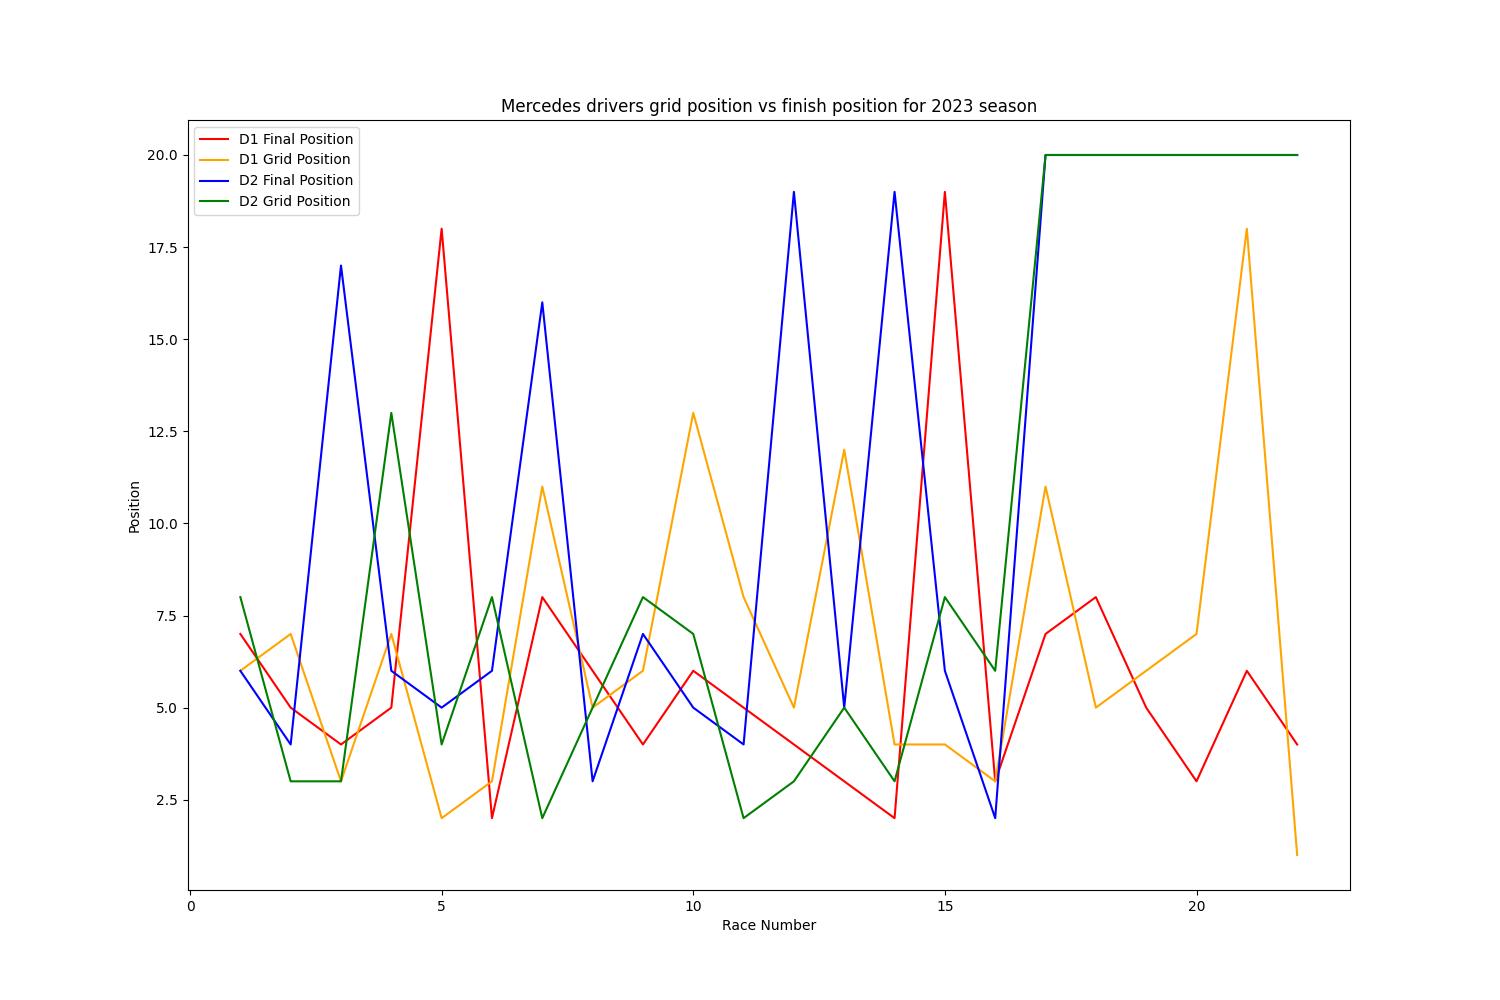 Mercedes drivers grid position vs finish position for 2023 season
D1 Final Position
D1 Grid Position
D2 Final Position
D2 Grid Position
20.0
17.5
15.0
12.5
10.0
7.5
5.0
2.5
Position
0 5 10 15 20
Race Number